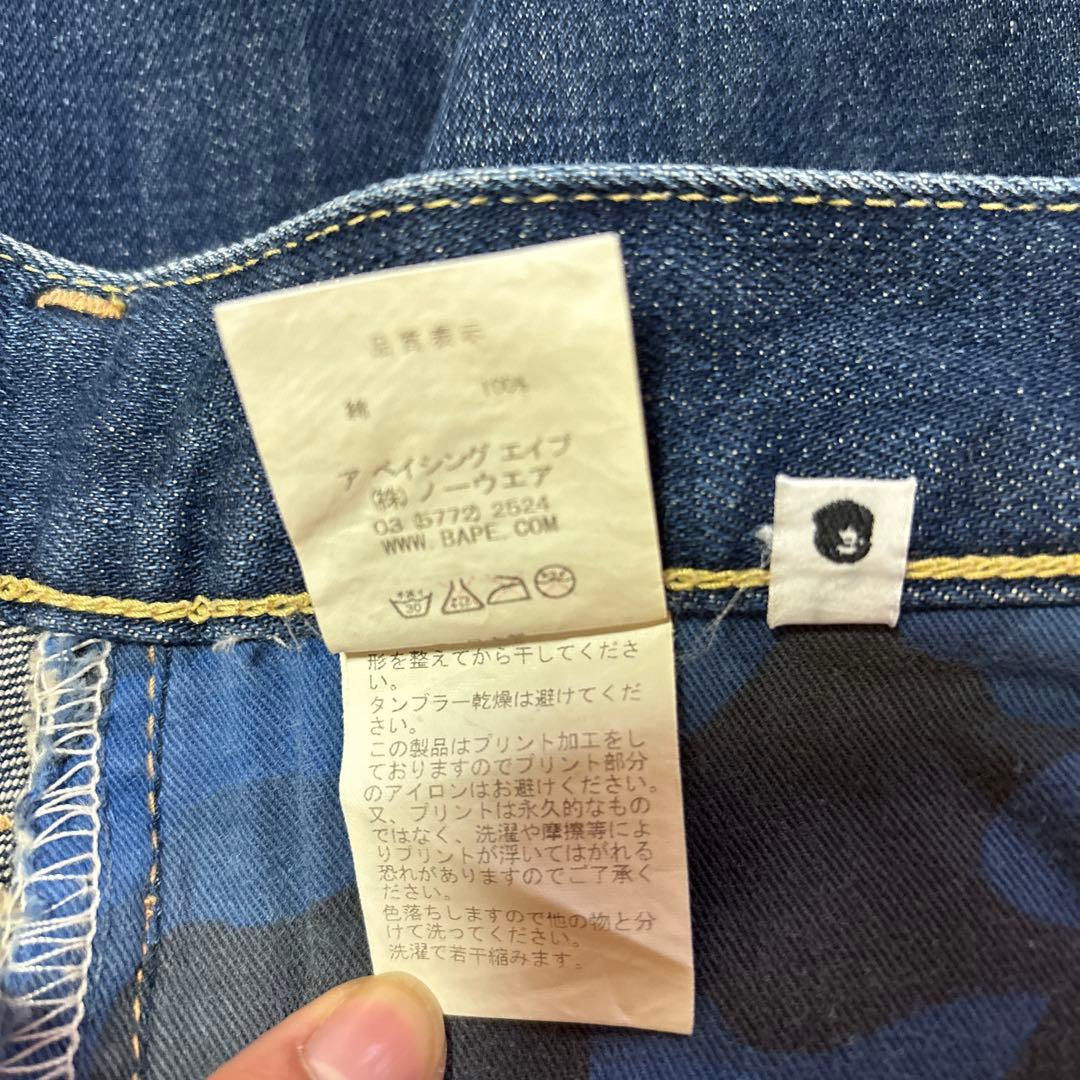 品質表示
綿 100%
ア ベイシング エイプ
(株) ノーウエア
03 (5772) 2524
WWW.BAPE.COM
形を整えてから干してくださ
い。
タンブラー乾燥は避けてくだ
さい。
この製品はプリント加工をし
ておりますのでプリント部分
のアイロンはお避けください。
又、プリントは永久的なもの
ではなく、洗濯や摩擦等によ
りプリントが浮いてはがれる
恐れがありますのでご了承く
ださい。
色落ちしますので他の物と分
けて洗ってください。
洗濯で若干縮みます。